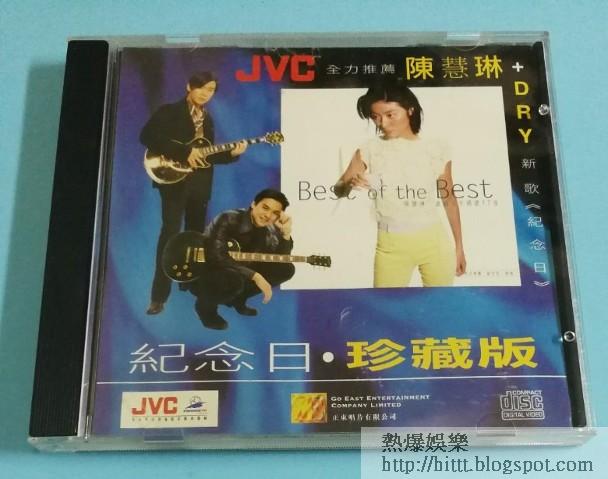 JVC 全力推薦 陳慧琳 + DRY 新歌《紀念日》
Best of the Best
紀念日·珍藏版
JVC
GO EAST ENTERTAINMENT
COMPANY LIMITED
正東唱片有限公司
COMPACT
disc
DIGITAL VIDEO
熱爆娛樂
http://hittt.blogspot.com